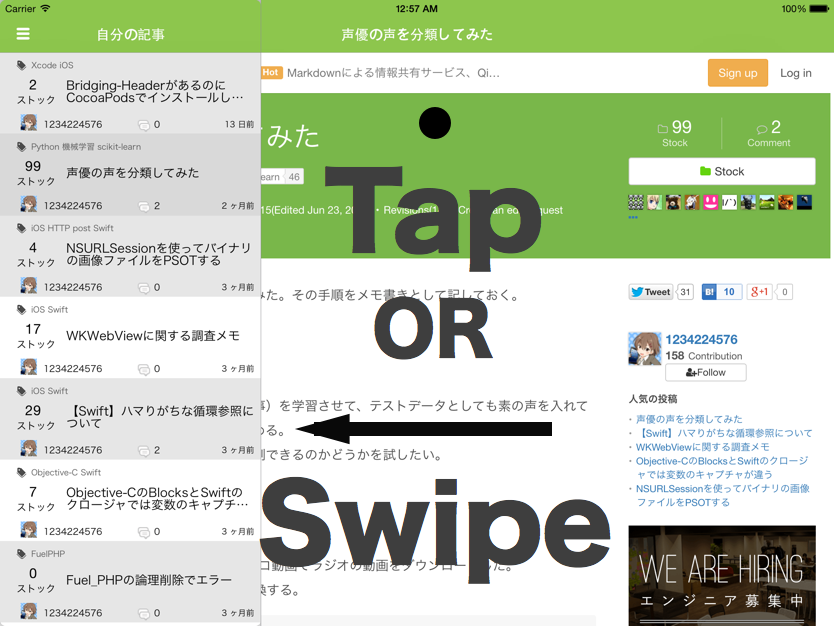 Carrier
12:57 AM
100%
自分の記事
声優の声を分類してみた
Xcode iOS
2
ストック
Bridging-Headerがあるのに
CocoaPodsでインストールし…
1234224576
0
13 日前
Python 機械学習 scikit-learn
99
ストック
声優の声を分類してみた
1234224576
2
2 ヶ月前
iOS HTTP post Swift
4
ストック
NSURLSessionを使ってバイナリ
の画像ファイルをPSOTする
1234224576
0
3 ヶ月前
iOS Swift
17
ストック
WKWebViewに関する調査メモ
1234224576
0
3 ヶ月前
iOS Swift
29
ストック
【Swift】ハマりがちな循環参照に
ついて
1234224576
2
3 ヶ月前
Objective-C Swift
7
ストック
Objective-CのBlocksとSwiftの
クロージャでは変数のキャプチ…
1234224576
0
3 ヶ月前
FuelPHP
0
ストック
Fuel_PHPの論理削除でエラー
1234224576
0
3 ヶ月前
Hot
Markdownによる情報共有サービス、Qi…
Sign up
Log in
てみた
earn 46
15(Edited Jun 23, 20
• Revisions(1
Cre
an ed
quest
99
Stock
2
Comment
Stock
Tap
OR
Swipe
みた。その手順をメモ書きとして記しておく。
）を学習させて、テストデータとしても素の声を入れて
める。
別できるのかどうかを試したい。
コ動画でラジオの動画をダウンロードした。
換する。
Tweet
31
B!
10
g+1
0
1234224576
158 Contribution
Follow
人気の投稿
声優の声を分類してみた
【Swift】ハマりがちな循環参照について
WKWebViewに関する調査メモ
Objective-CのBlocksとSwiftのクロージ
ャでは変数のキャプチャが違う
NSURLSessionを使ってバイナリの画像
ファイルをPSOTする
WE ARE HIRING
エンジニア募集中